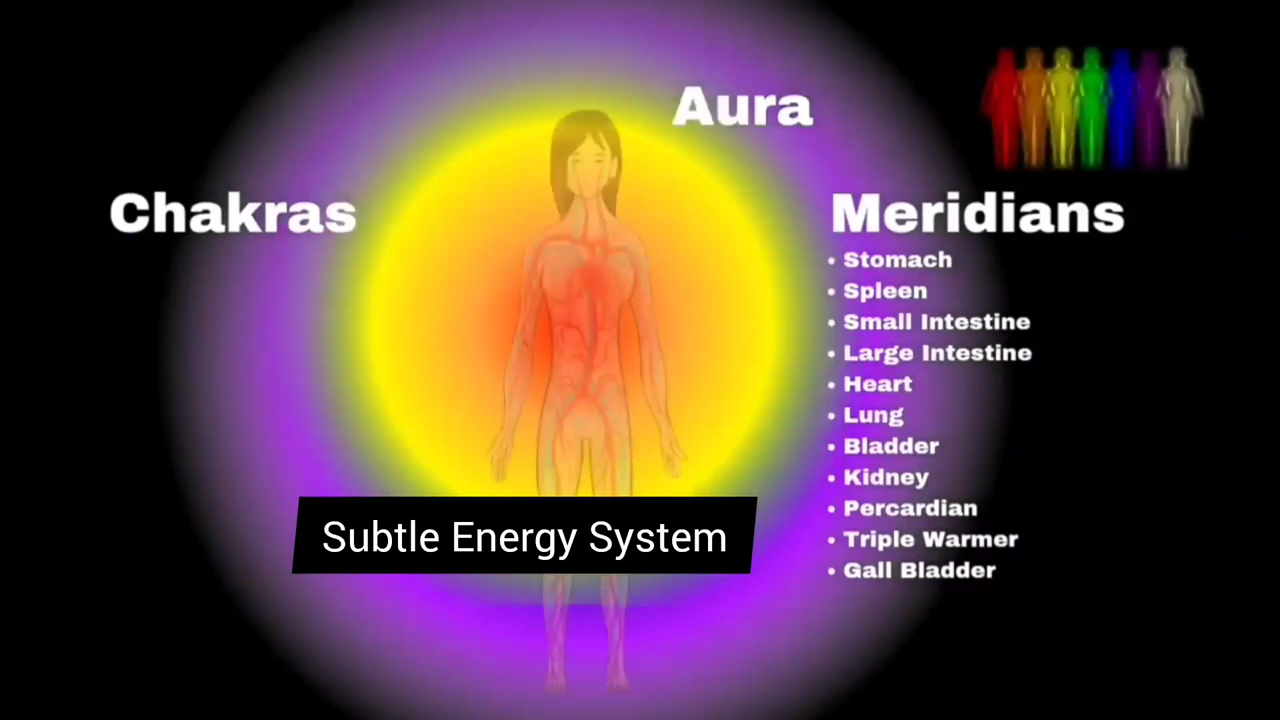 Aura
Chakras
Meridians
• Stomach
• Spleen
• Small Intestine
• Large Intestine
• Heart
• Lung
• Bladder
• Kidney
• Percardian
• Triple Warmer
• Gall Bladder
Subtle Energy System